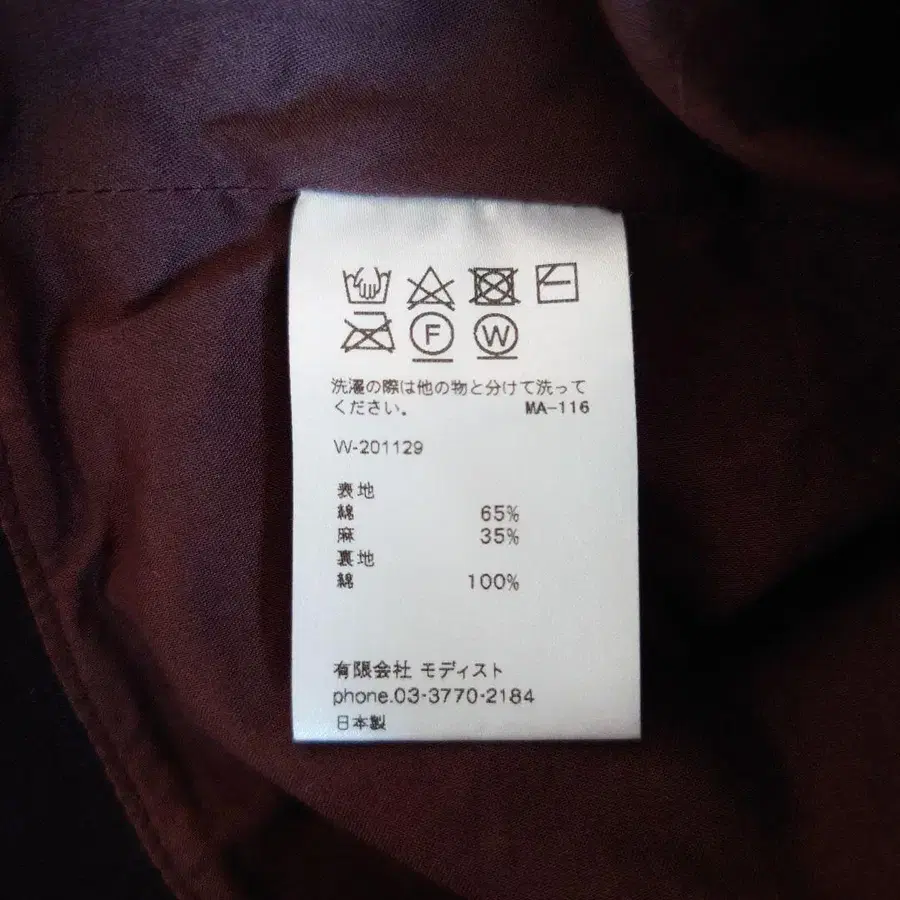 F W
洗濯の際は他の物と分けて洗って
ください。 MA-116
W-201129
表地
綿 65%
麻 35%
裏地
綿 100%
有限会社 モディスト
phone.03-3770-2184
日本製